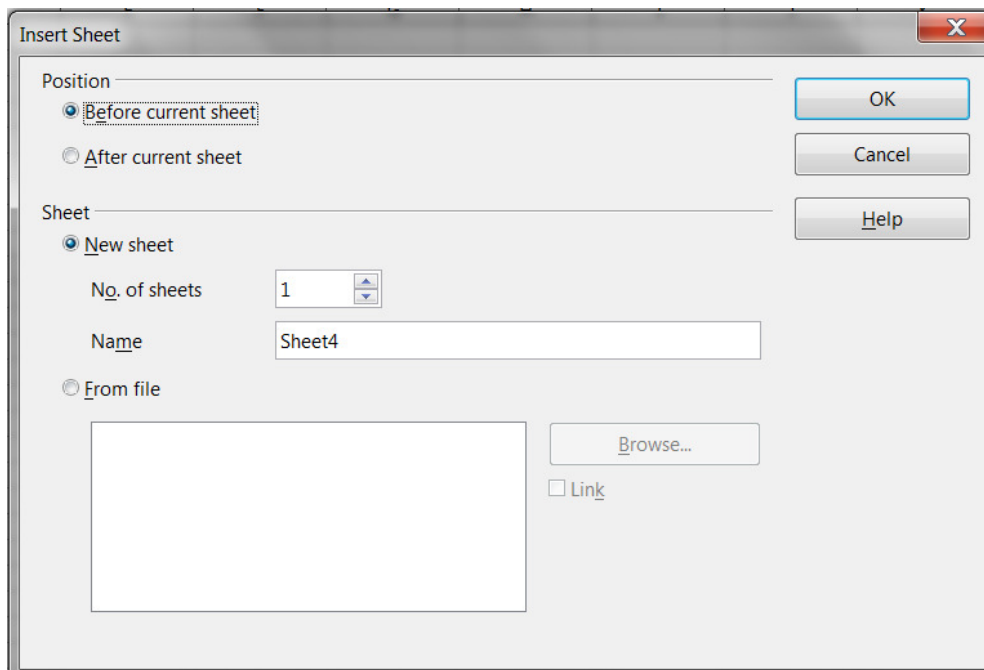 Insert Sheet
Position
Before current sheet
After current sheet
OK
Cancel
Help
Sheet
New sheet
No. of sheets 1
Name Sheet4
From file
Browse...
Link